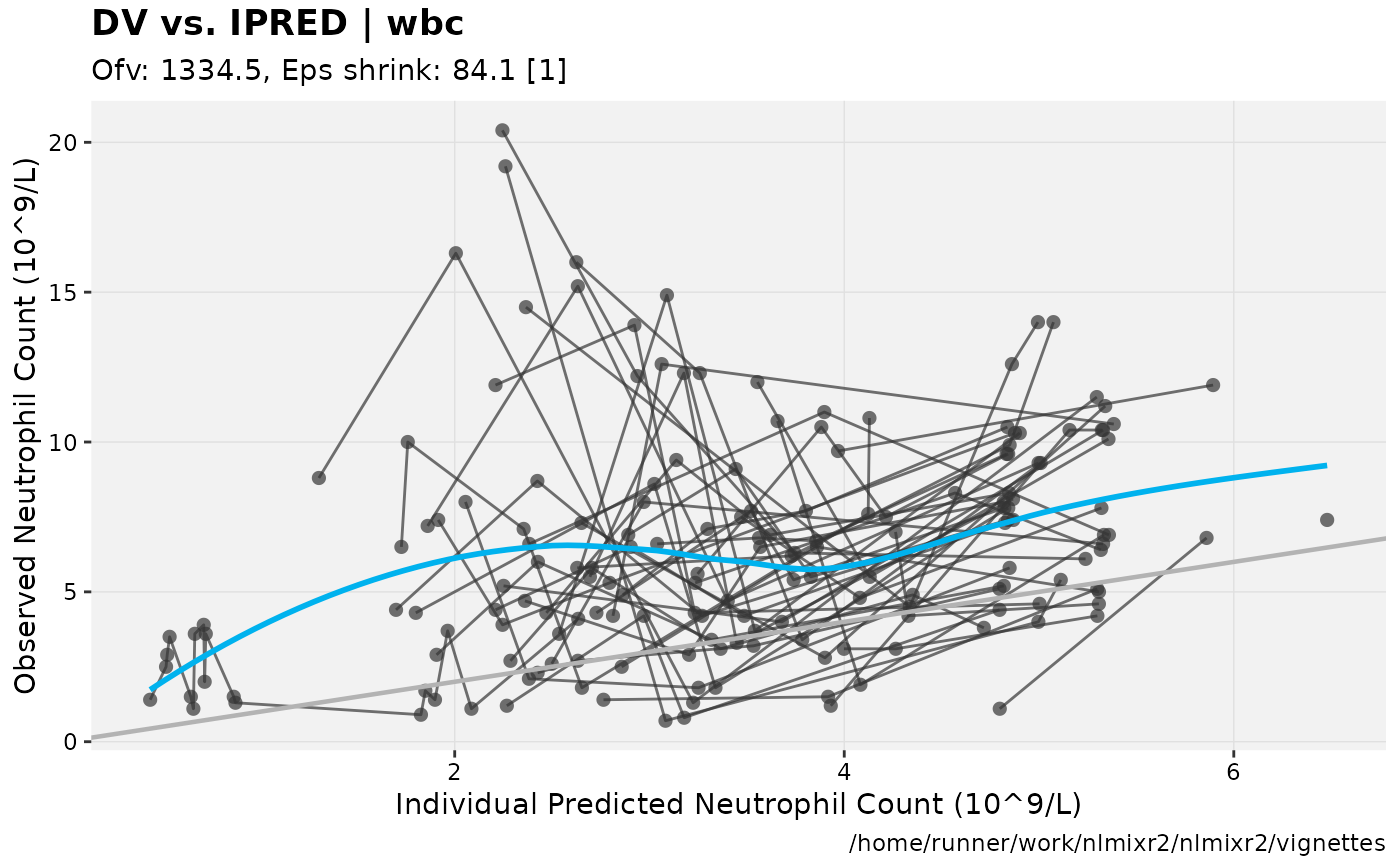 DV vs. IPRED | wbc
Ofv: 1334.5, Eps shrink: 84.1 [1]
Observed Neutrophil Count (10^9/L)
20
15
10
5
0
2 4 6
Individual Predicted Neutrophil Count (10^9/L)
/home/runner/work/nlmixr2/nlmixr2/vignettes